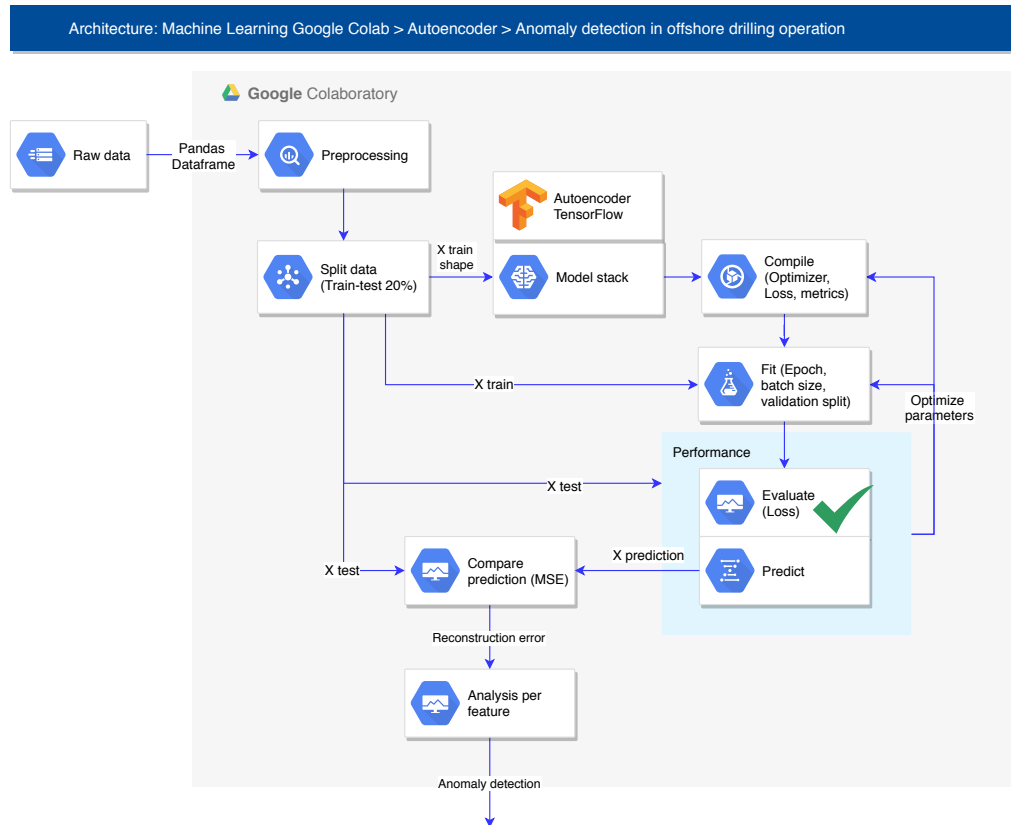 Architecture: Machine Learning Google Colab > Autoencoder > Anomaly detection in offshore drilling operation
Google Colaboratory
Raw data
Pandas
Dataframe
Preprocessing
Autoencoder
TensorFlow
Split data
(Train-test 20%)
X train
shape
Model stack
Compile
(Optimizer,
Loss, metrics)
X train
Fit (Epoch,
batch size,
validation split)
Optimize
parameters
Performance
X test
Evaluate
(Loss)
X test
Compare
prediction (MSE)
X prediction
Predict
Reconstruction error
Analysis per
feature
Anomaly detection